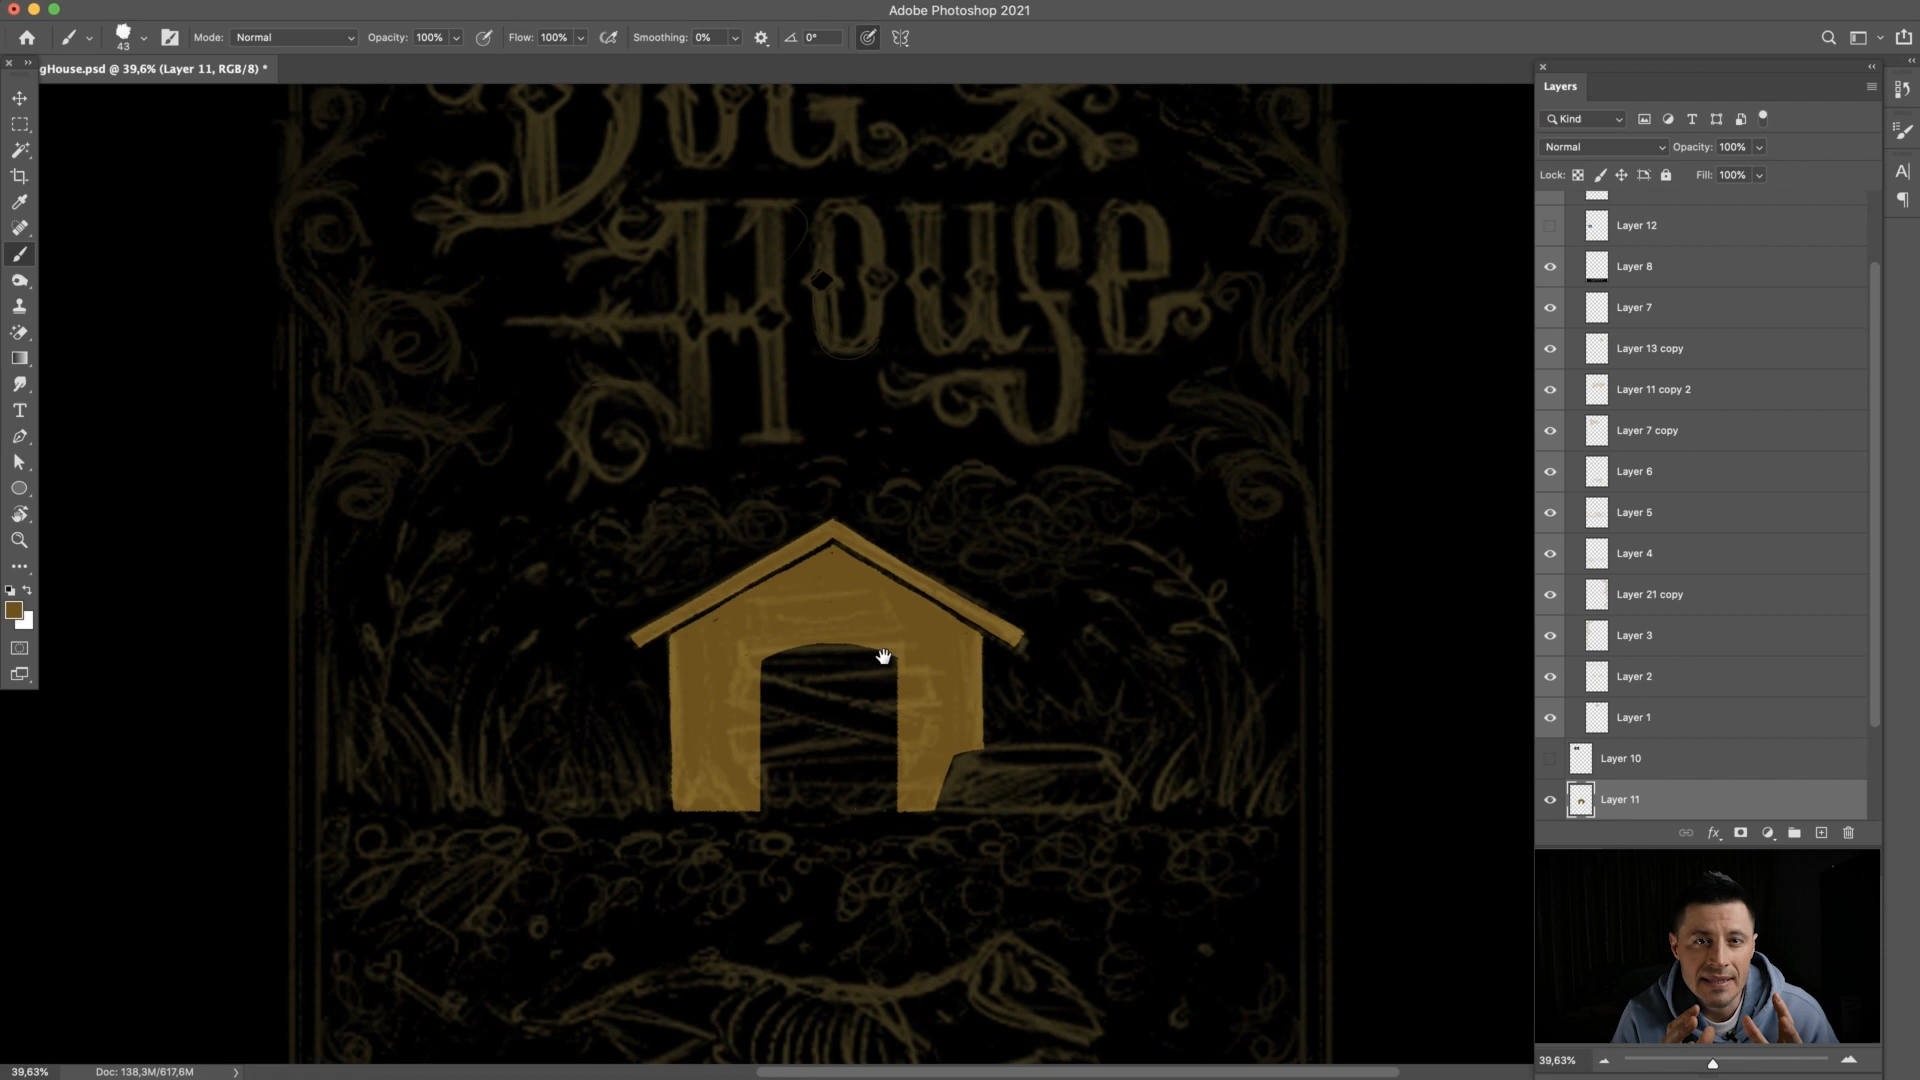 Adobe Photoshop 2021
43
Mode: Normal
Opacity: 100%
Flow: 100%
Smoothing: 0%
0°
gHouse.psd @ 39,6% (Layer 11, RGB/8) *
Layers
Kind
Normal
Opacity: 100%
Lock:
Fill: 100%
Layer 12
Layer 8
Layer 7
Layer 13 copy
Layer 11 copy 2
Layer 7 copy
Layer 6
Layer 5
Layer 4
Layer 21 copy
Layer 3
Layer 2
Layer 1
Layer 10
Layer 11
fx
Dog
House
39,63%
39,63%
Doc: 138,3M/617,6M